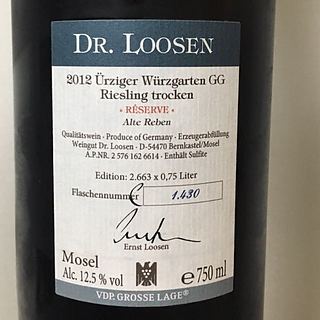 DR. LOOSEN
2012 Ürziger Würzgarten GG
Riesling trocken
• RÉSERVE •
Alte Reben
Qualitätswein · Produce of Germany · Erzeugerabfüllung
Weingut Dr. Loosen · D-54470 Bernkastel/Mosel
A.P.NR. 2 576 162 6614 · Enthält Sulfite
Edition: 2.663 x 0,75 Liter
Flaschennummer 1.430
Ernst Loosen
Mosel
Alc. 12.5 % vol
℮ 750 ml
VDP. GROSSE LAGE®